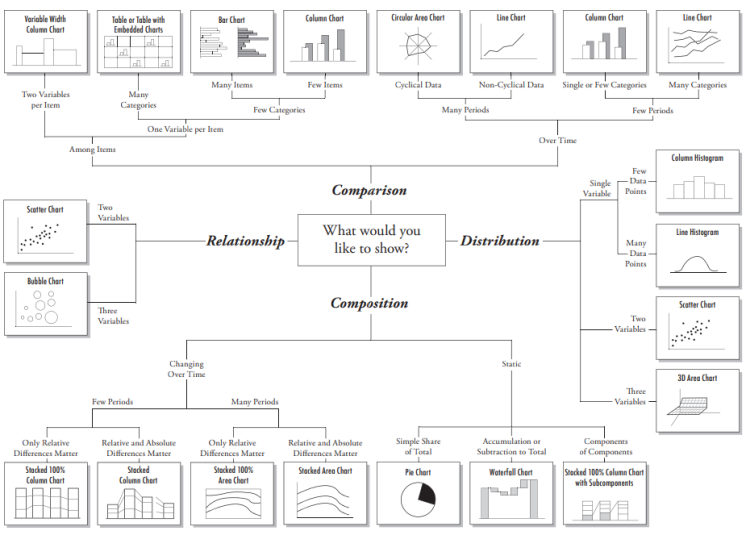 Variable Width
Column Chart
Table or Table with
Embedded Charts
Bar Chart
Column Chart
Circular Area Chart
Line Chart
Column Chart
Line Chart
Two Variables
per Item
Many
Categories
Many Items
Few Items
Cyclical Data
Non-Cyclical Data
Single or Few Categories
Many Categories
Few Categories
Many Periods
Few Periods
One Variable per Item
Over Time
Among Items
Comparison
Column Histogram
Few
Data
Points
Single
Variable
Scatter Chart
Two
Variables
What would you
like to show?
Relationship
Distribution
Line Histogram
Many
Data
Points
Bubble Chart
Three
Variables
Composition
Scatter Chart
Two
Variables
Changing
Over Time
Static
3D Area Chart
Three
Variables
Few Periods
Many Periods
Only Relative
Differences Matter
Relative and Absolute
Differences Matter
Only Relative
Differences Matter
Relative and Absolute
Differences Matter
Simple Share
of Total
Accumulation or
Subtraction to Total
Components
of Components
Stacked 100%
Column Chart
Stacked
Column Chart
Stacked 100%
Area Chart
Stacked Area Chart
Pie Chart
Waterfall Chart
Stacked 100% Column Chart
with Subcomponents